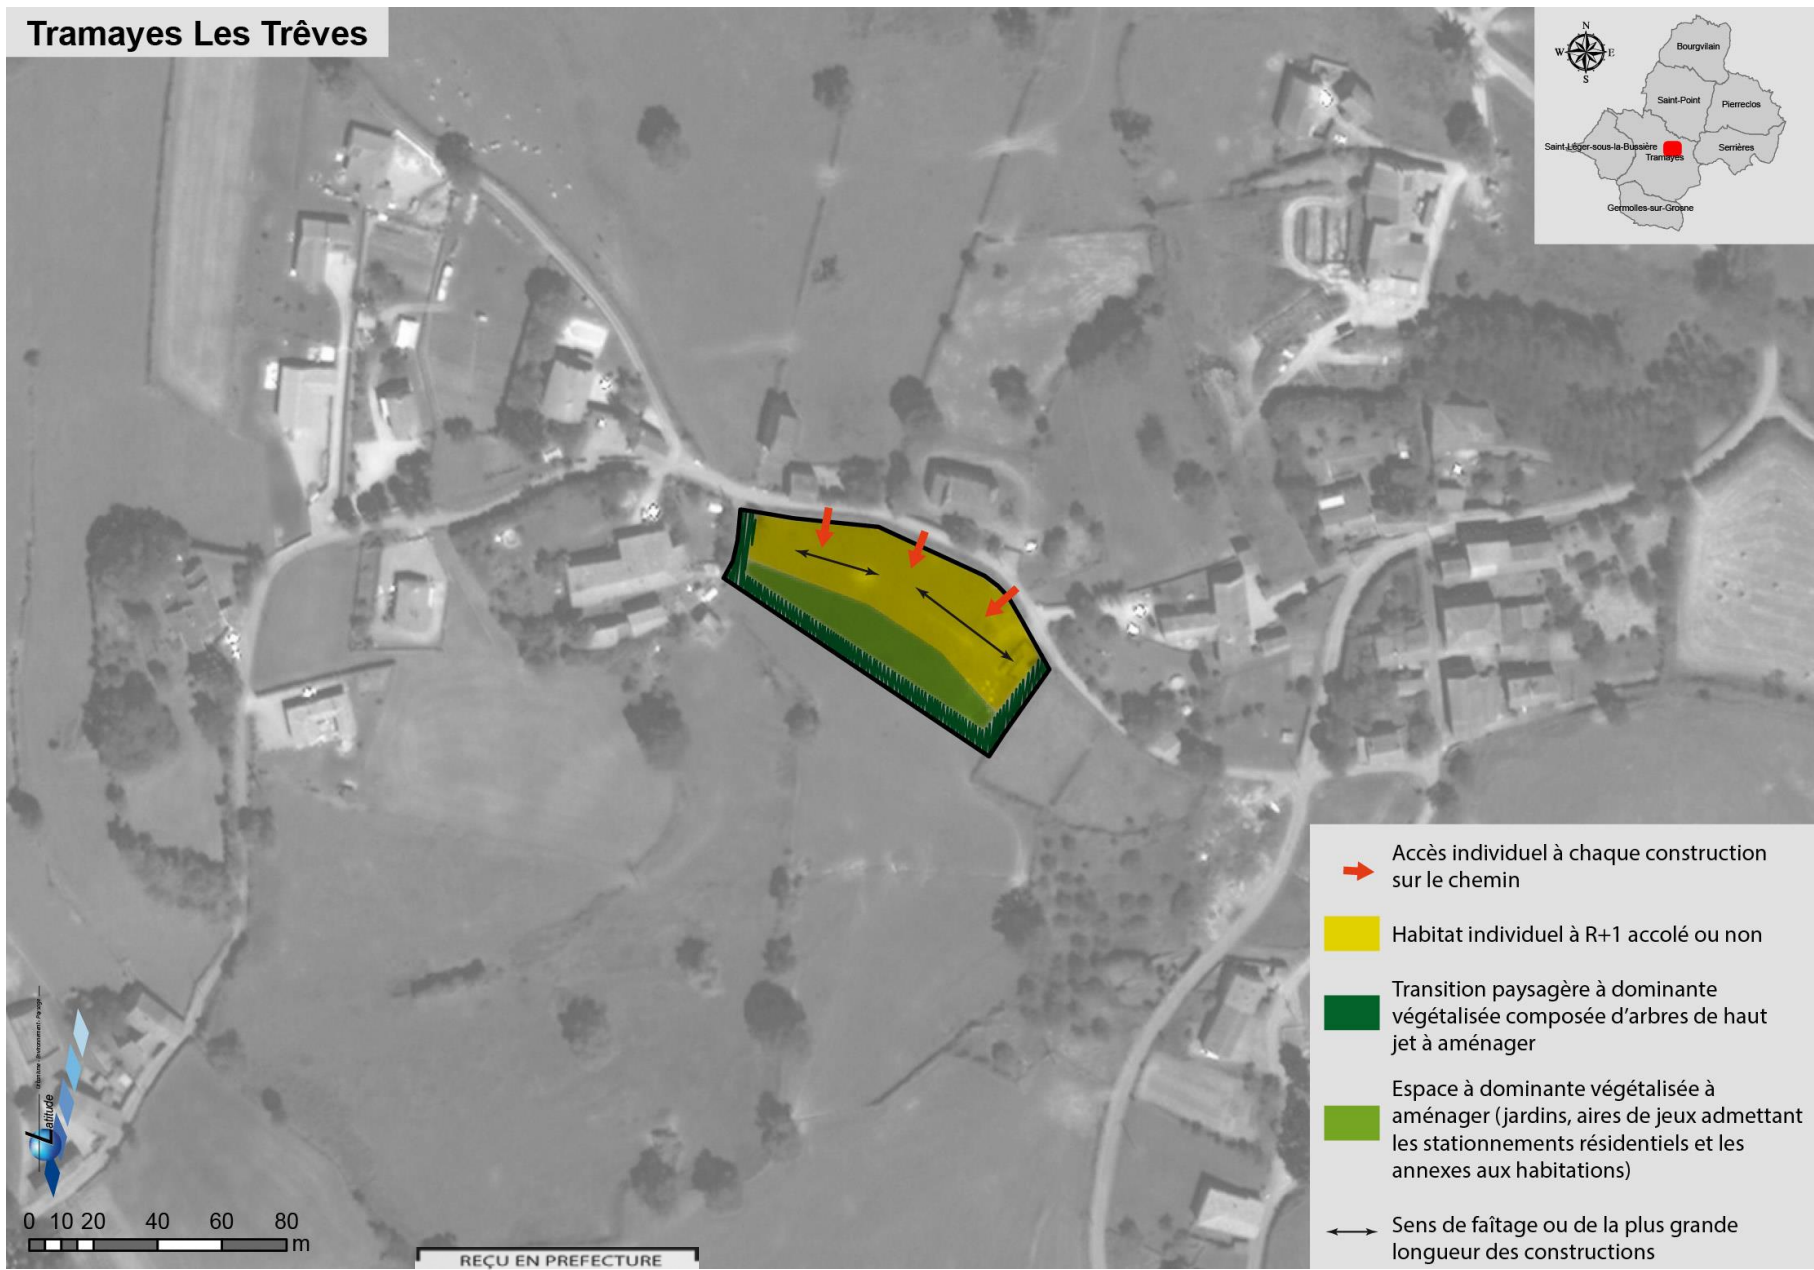 Tramayes Les Trêves
N
W
E
S
Bourgvilain
Saint-Point
Pierreclos
Saint-Léger-sous-la-Bussière
Tramayes
Serrières
Germolles-sur-Grosne
Accès individuel à chaque construction
sur le chemin
Habitat individuel à R+1 accolé ou non
Transition paysagère à dominante
végétalisée composée d'arbres de haut
jet à aménager
Espace à dominante végétalisée à
aménager (jardins, aires de jeux admettant
les stationnements résidentiels et les
annexes aux habitations)
Sens de faîtage ou de la plus grande
longueur des constructions
Latitude
Urbanisme - Environnement - Paysage
0 10 20 40 60 80
m
REÇU EN PREFECTURE